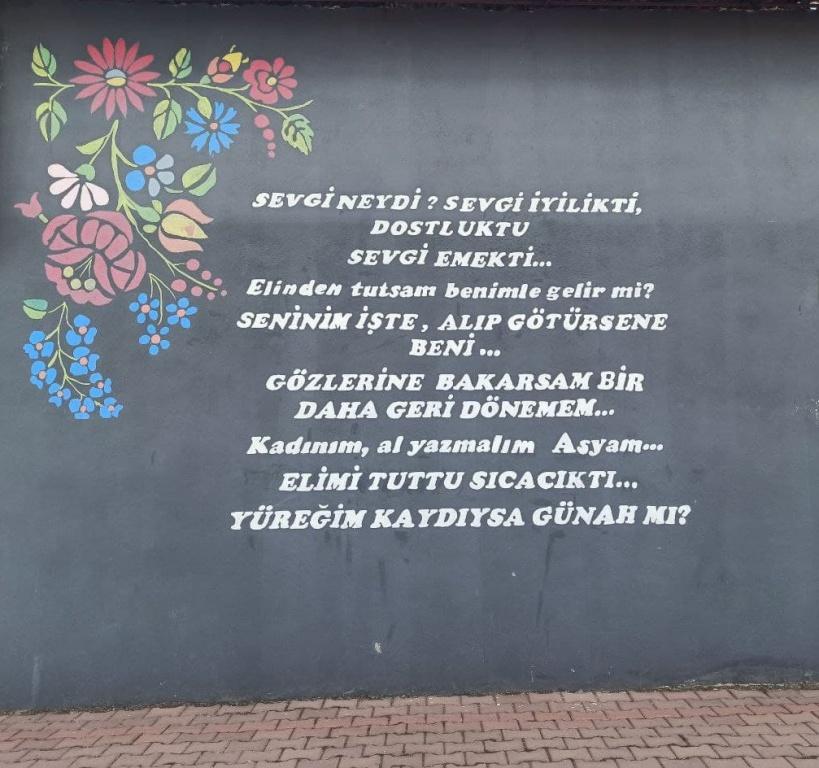 SEVGİ NEYDİ ? SEVGİ İYİLİKTİ,
DOSTLUKTU
SEVGİ EMEKTİ...
Elinden tutsam benimle gelir mi?
SENİNİM İŞTE , ALIP GÖTÜRSENE
BENİ ...
GÖZLERİNE BAKARSAM BİR
DAHA GERİ DÖNEMEM...
Kadınım, al yazmalım Asyam...
ELİMİ TUTTU SICACIKTI...
YÜREĞİM KAYDIYSA GÜNAH MI?